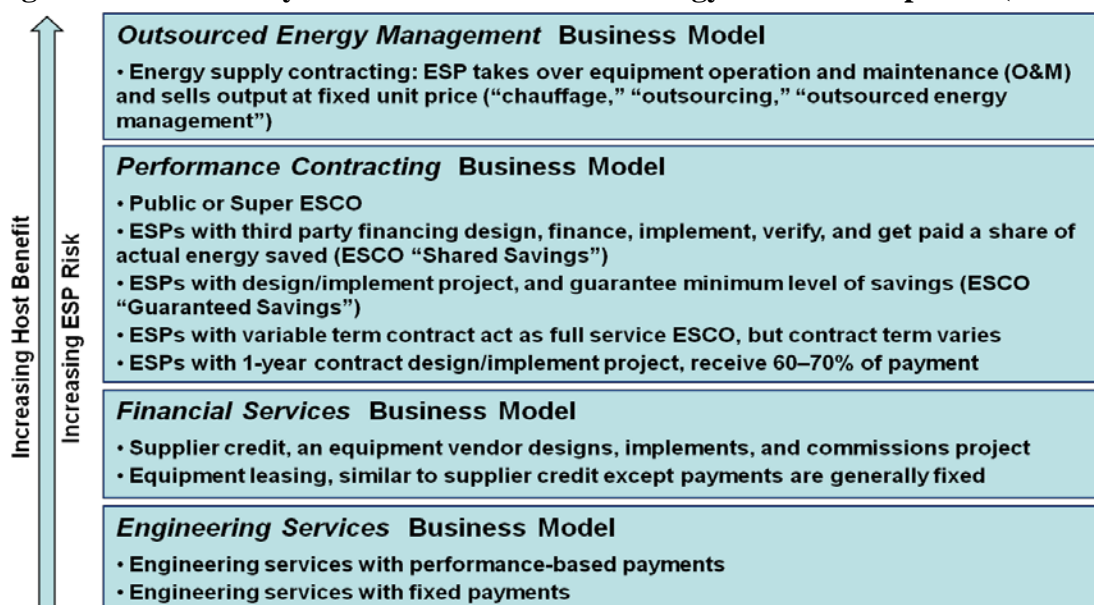 Outsourced Energy Management Business Model
• Energy supply contracting: ESP takes over equipment operation and maintenance (O&M)
and sells output at fixed unit price (“chauffage,” “outsourcing,” “outsourced energy
management”)
Performance Contracting Business Model
• Public or Super ESCO
• ESPs with third party financing design, finance, implement, verify, and get paid a share of
actual energy saved (ESCO “Shared Savings”)
• ESPs with design/implement project, and guarantee minimum level of savings (ESCO
“Guaranteed Savings”)
• ESPs with variable term contract act as full service ESCO, but contract term varies
• ESPs with 1-year contract design/implement project, receive 60–70% of payment
Financial Services Business Model
• Supplier credit, an equipment vendor designs, implements, and commissions project
• Equipment leasing, similar to supplier credit except payments are generally fixed
Engineering Services Business Model
• Engineering services with performance-based payments
• Engineering services with fixed payments
Increasing Host Benefit
Increasing ESP Risk